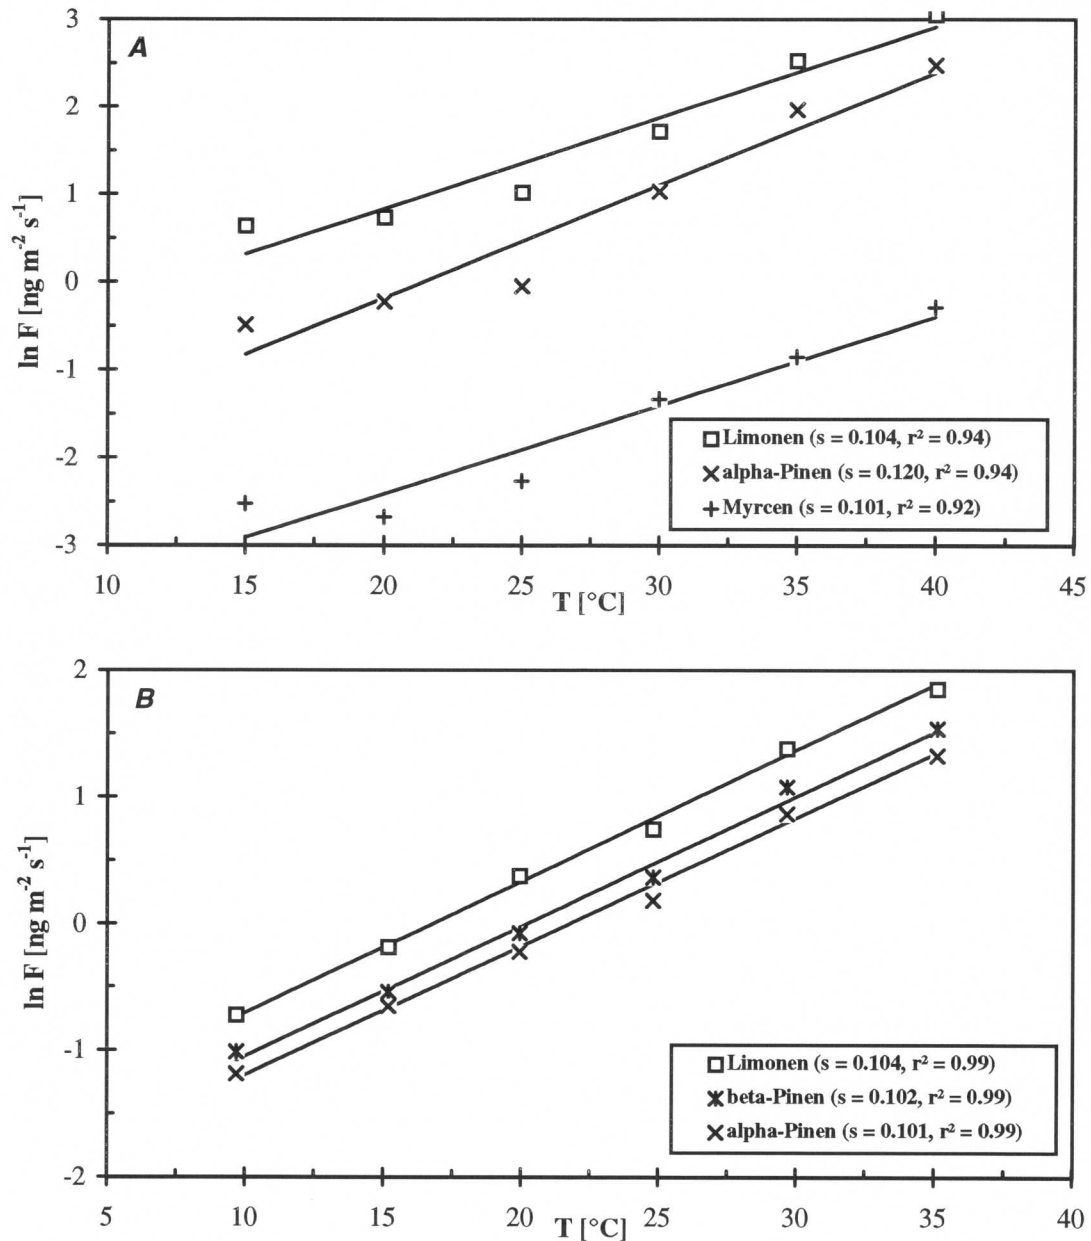 A
3
2
1
0
-1
-2
-3
ln F [ng m⁻² s⁻¹]
Limonen (s = 0.104, r² = 0.94)
alpha-Pinen (s = 0.120, r² = 0.94)
Myrcen (s = 0.101, r² = 0.92)
10 15 20 25 30 35 40 45
T [°C]
B
2
1
0
-1
-2
ln F [ng m⁻² s⁻¹]
Limonen (s = 0.104, r² = 0.99)
beta-Pinen (s = 0.102, r² = 0.99)
alpha-Pinen (s = 0.101, r² = 0.99)
5 10 15 20 25 30 35 40
T [°C]